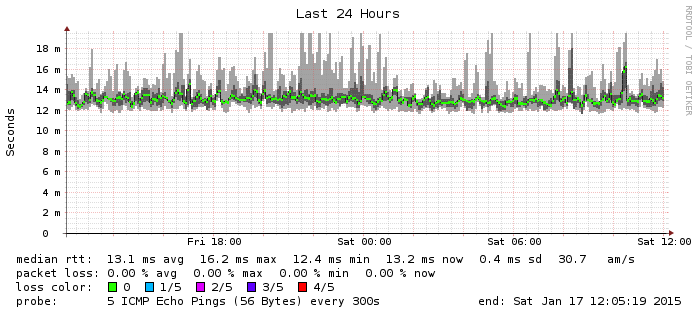 Last 24 Hours
RRDTOOL / TOBI OETIKER
Seconds
18 m
16 m
14 m
12 m
10 m
8 m
6 m
4 m
2 m
0
Fri 18:00 Sat 00:00 Sat 06:00 Sat 12:00
median rtt: 13.1 ms avg 16.2 ms max 12.4 ms min 13.2 ms now 0.4 ms sd 30.7 am/s
packet loss: 0.00 % avg 0.00 % max 0.00 % min 0.00 % now
loss color: 0 1/5 2/5 3/5 4/5
probe: 5 ICMP Echo Pings (56 Bytes) every 300s end: Sat Jan 17 12:05:19 2015